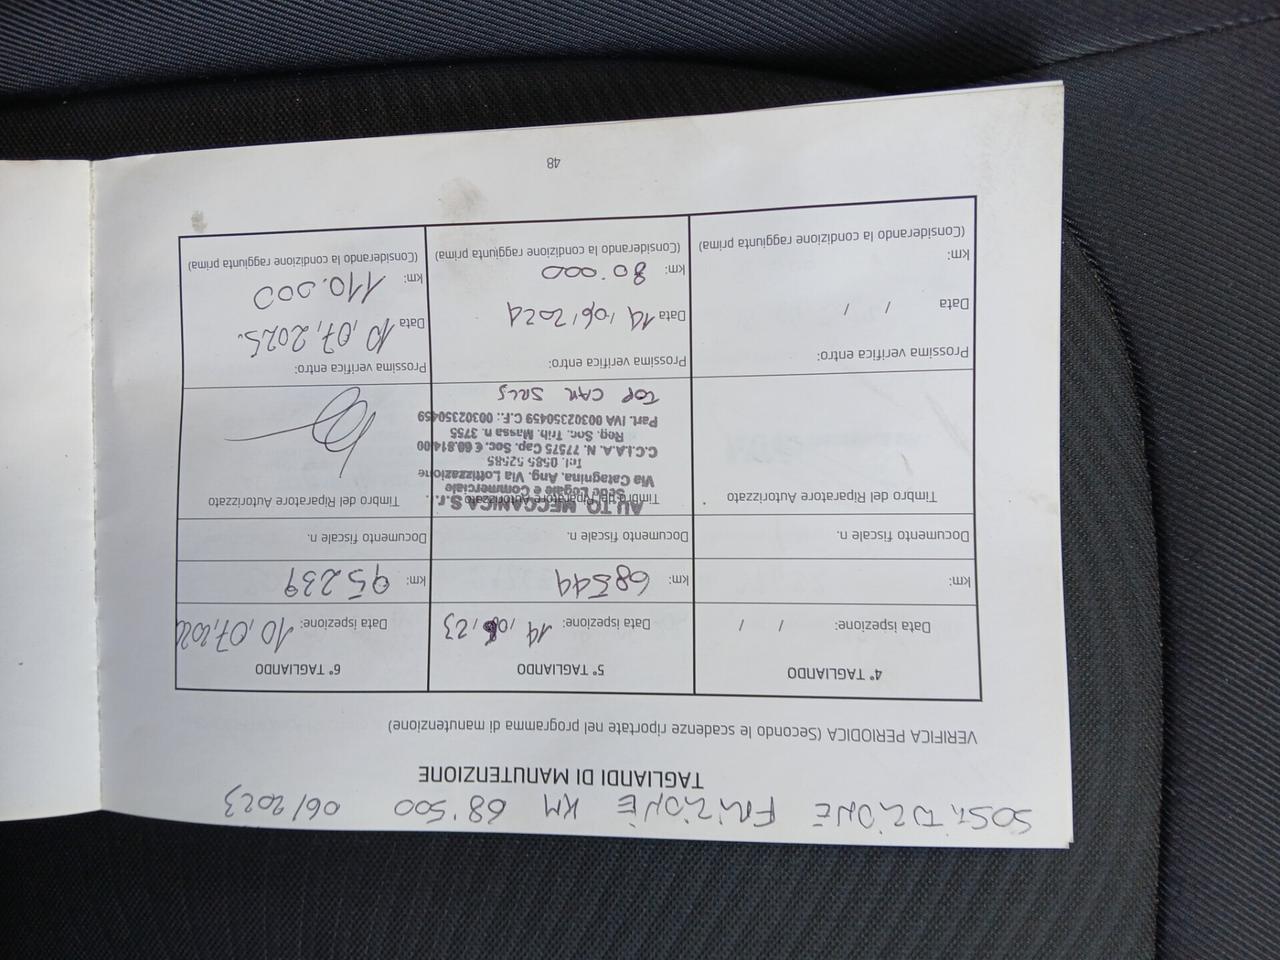 SOSTITUZIONE FRIZIONE KM 68'500 06/2023
TAGLIANDI DI MANUTENZIONE
VERIFICA PERIODICA (Secondo le scadenze riportate nel programma di manutenzione)
4° TAGLIANDO
Data ispezione: / /
km:
Documento fiscale n.
Timbro del Riparatore Autorizzato
Prossima verifica entro:
Data / /
km:
(Considerando la condizione raggiunta prima)
5° TAGLIANDO
Data ispezione: 14,06,23
km: 68544
Documento fiscale n.
Timbro del Riparatore Autorizzato
AUTO MECCANICA S.r.l.
Sede Legale e Commerciale
Via Catagnina, Ang. Via Lottizzazione
Tel. 0585 52585
C.C.I.A.A. N. 77575 Cap. Soc. €
Reg. Soc. Trib. Massa n. 3755
Part. IVA 00302350459 C.F.: 00302350459
TOP CAR SRLS
Prossima verifica entro:
Data 14/06/2024
km: 80'000
(Considerando la condizione raggiunta prima)
6° TAGLIANDO
Data ispezione: 10,07,202
km: 95239
Documento fiscale n.
Timbro del Riparatore Autorizzato
Prossima verifica entro:
Data 10,07,2025.
km: 110.000
(Considerando la condizione raggiunta prima)
48